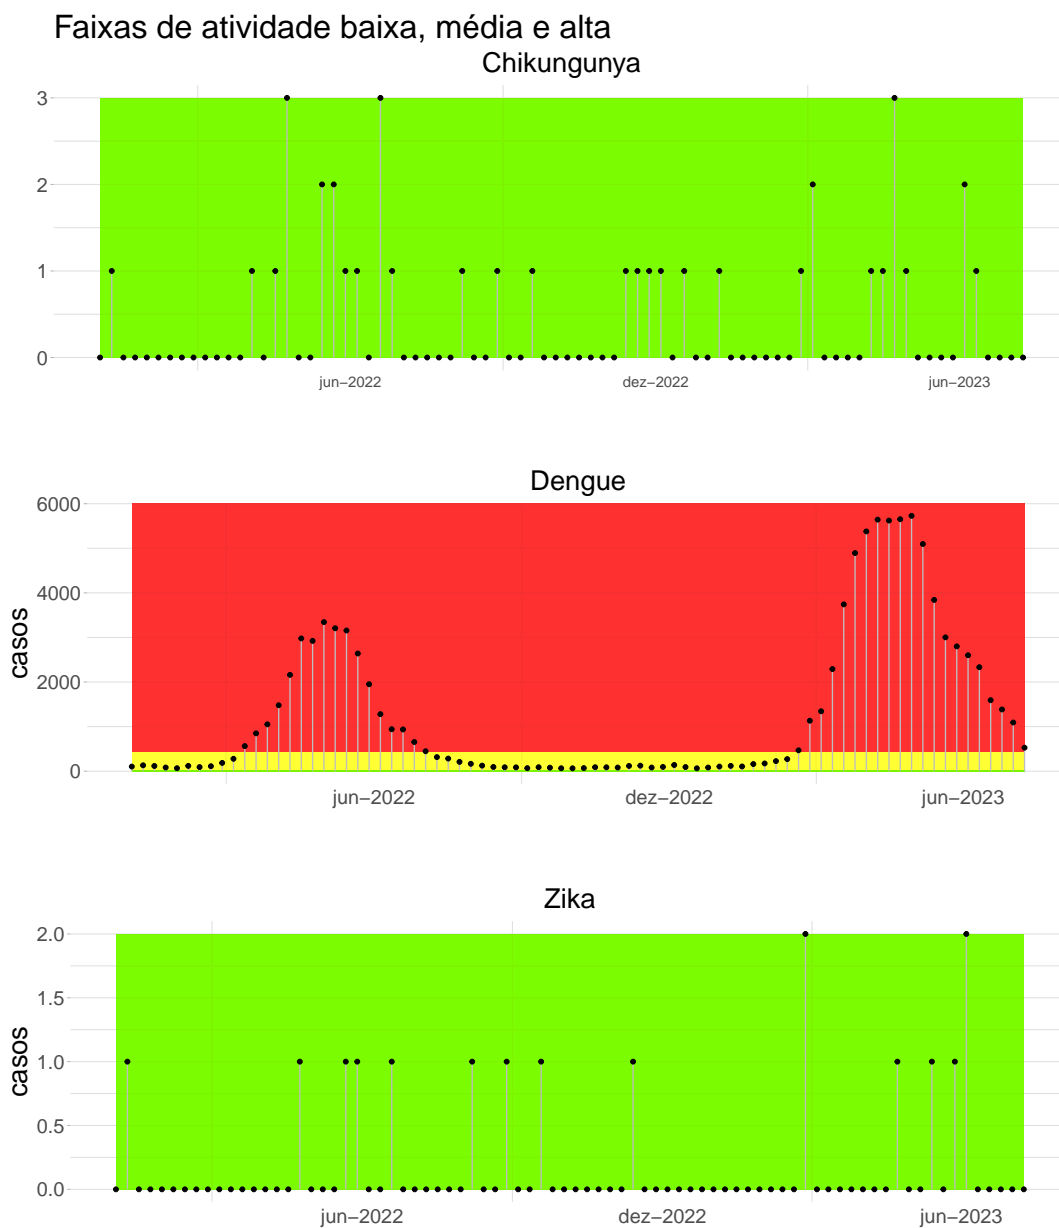 Faixas de atividade baixa, média e alta
Chikungunya
3
2
1
0
jun−2022 dez−2022 jun−2023
Dengue
6000
4000
2000
0
casos
jun−2022 dez−2022 jun−2023
Zika
2.0
1.5
1.0
0.5
0.0
casos
jun−2022 dez−2022 jun−2023